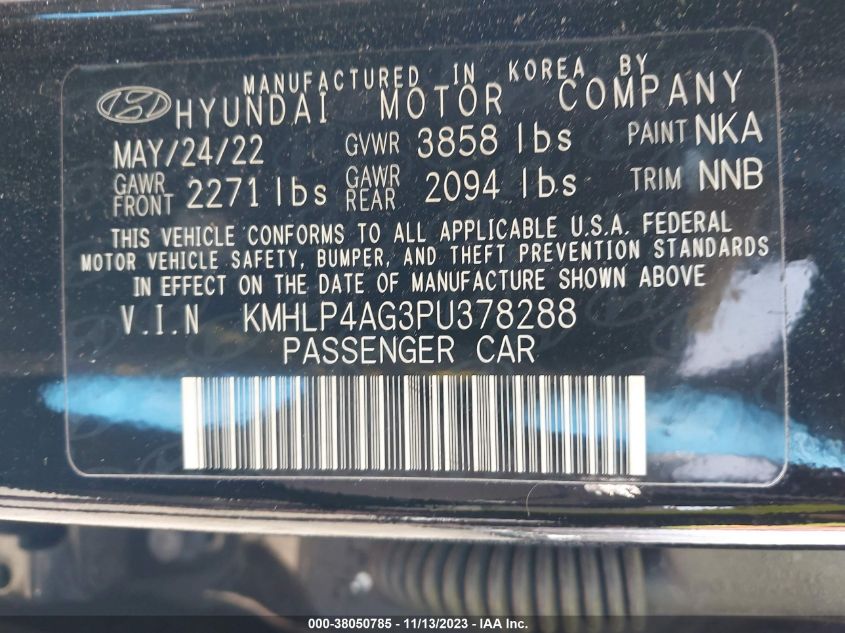 MANUFACTURED IN KOREA BY
HYUNDAI MOTOR COMPANY
MAY/24/22 GVWR 3858 lbs PAINT NKA
GAWR FRONT 2271 lbs GAWR REAR 2094 lbs TRIM NNB
THIS VEHICLE CONFORMS TO ALL APPLICABLE U.S.A. FEDERAL
MOTOR VEHICLE SAFETY, BUMPER, AND THEFT PREVENTION STANDARDS
IN EFFECT ON THE DATE OF MANUFACTURE SHOWN ABOVE
V.I.N KMHLP4AG3PU378288
PASSENGER CAR
000-38050785 - 11/13/2023 - IAA Inc.